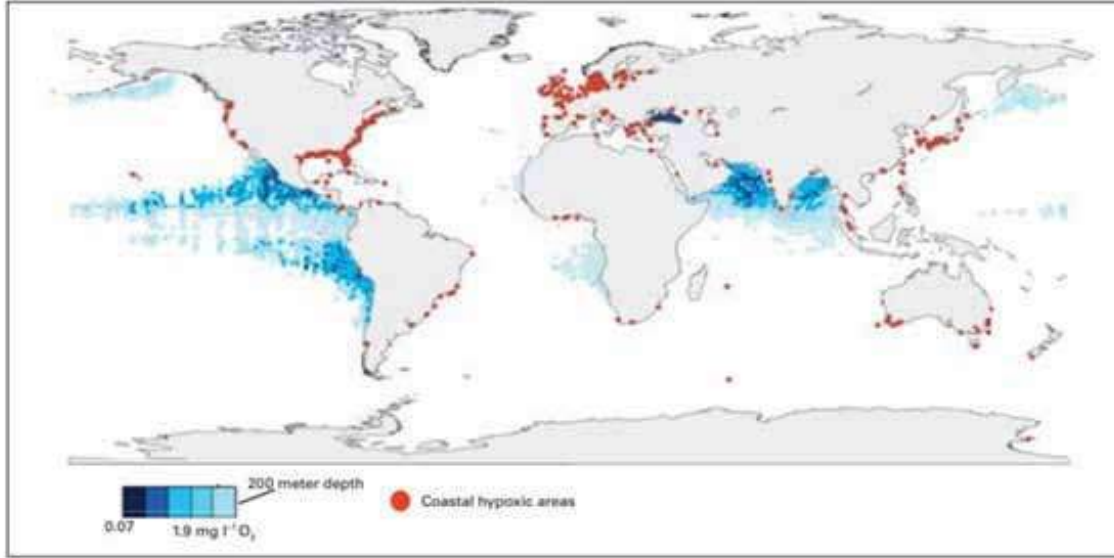 200 meter depth
Coastal hypoxic areas
0.07
1.9 mg l⁻¹ O₂